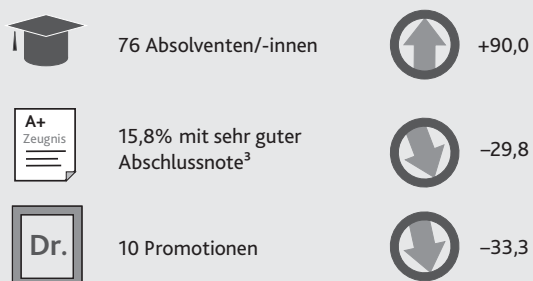 76 Absolventen/-innen
+90,0
A+
Zeugnis
15,8% mit sehr guter
Abschlussnote³
–29,8
Dr.
10 Promotionen
–33,3